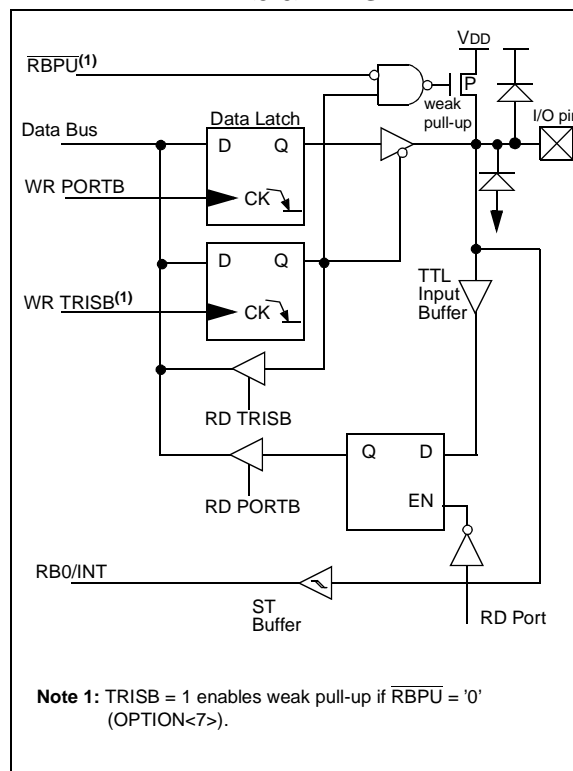 VDD
RBPU(1)
P
weak
pull-up
I/O pin
Data Latch
Data Bus
D Q
WR PORTB
CK
D Q
WR TRISB(1)
CK
TTL
Input
Buffer
RD TRISB
Q D
RD PORTB
EN
RB0/INT
ST
Buffer
RD Port
Note 1: TRISB = 1 enables weak pull-up if RBPU = '0'
(OPTION<7>).